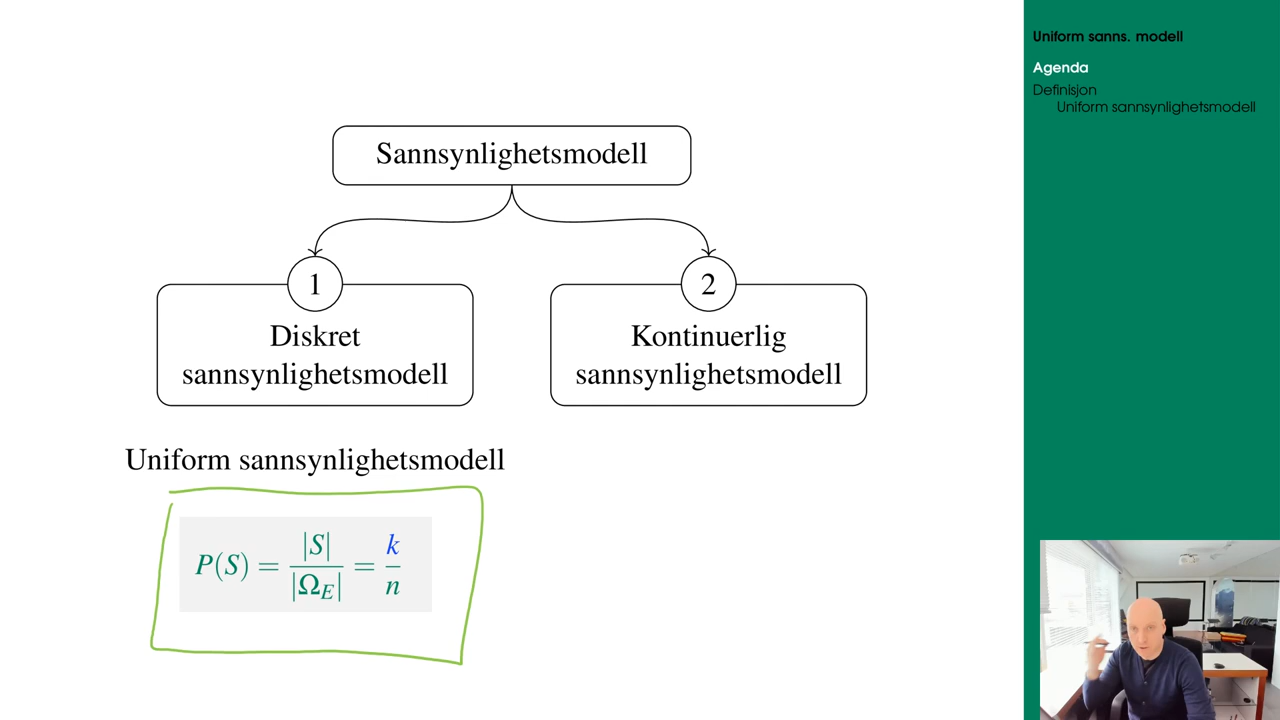 Sannsynlighetsmodell
1
2
Diskret
sannsynlighetsmodell
Kontinuerlig
sannsynlighetsmodell
Uniform sannsynlighetsmodell
P(S) = |S| / |Ω_E| = k / n
Uniform sanns. modell
Agenda
Definisjon
Uniform sannsynlighetsmodell